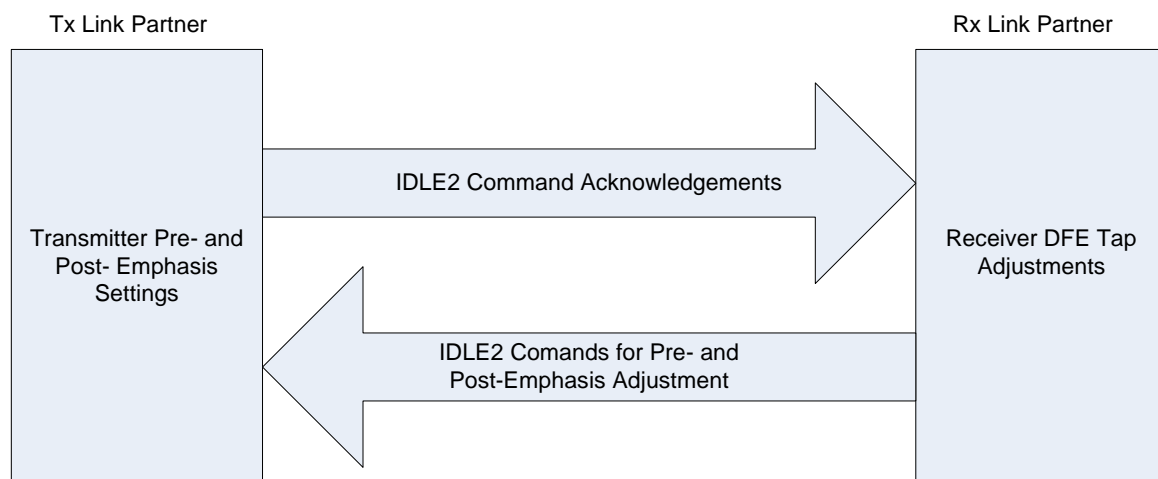 Tx Link Partner
Rx Link Partner
IDLE2 Command Acknowledgements
Transmitter Pre- and
Post- Emphasis
Settings
Receiver DFE Tap
Adjustments
IDLE2 Comands for Pre- and
Post-Emphasis Adjustment